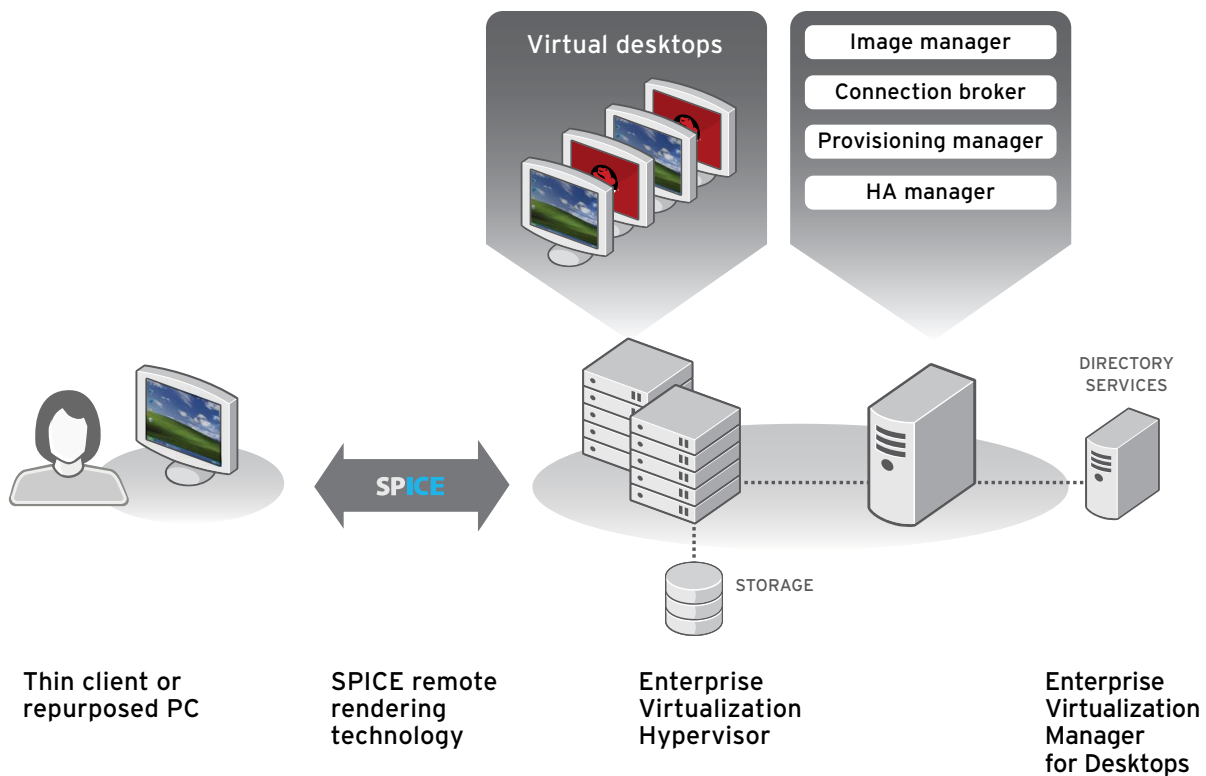 Virtual desktops
Image manager
Connection broker
Provisioning manager
HA manager
DIRECTORY
SERVICES
SPICE
STORAGE
Thin client or
repurposed PC
SPICE remote
rendering
technology
Enterprise
Virtualization
Hypervisor
Enterprise
Virtualization
Manager
for Desktops